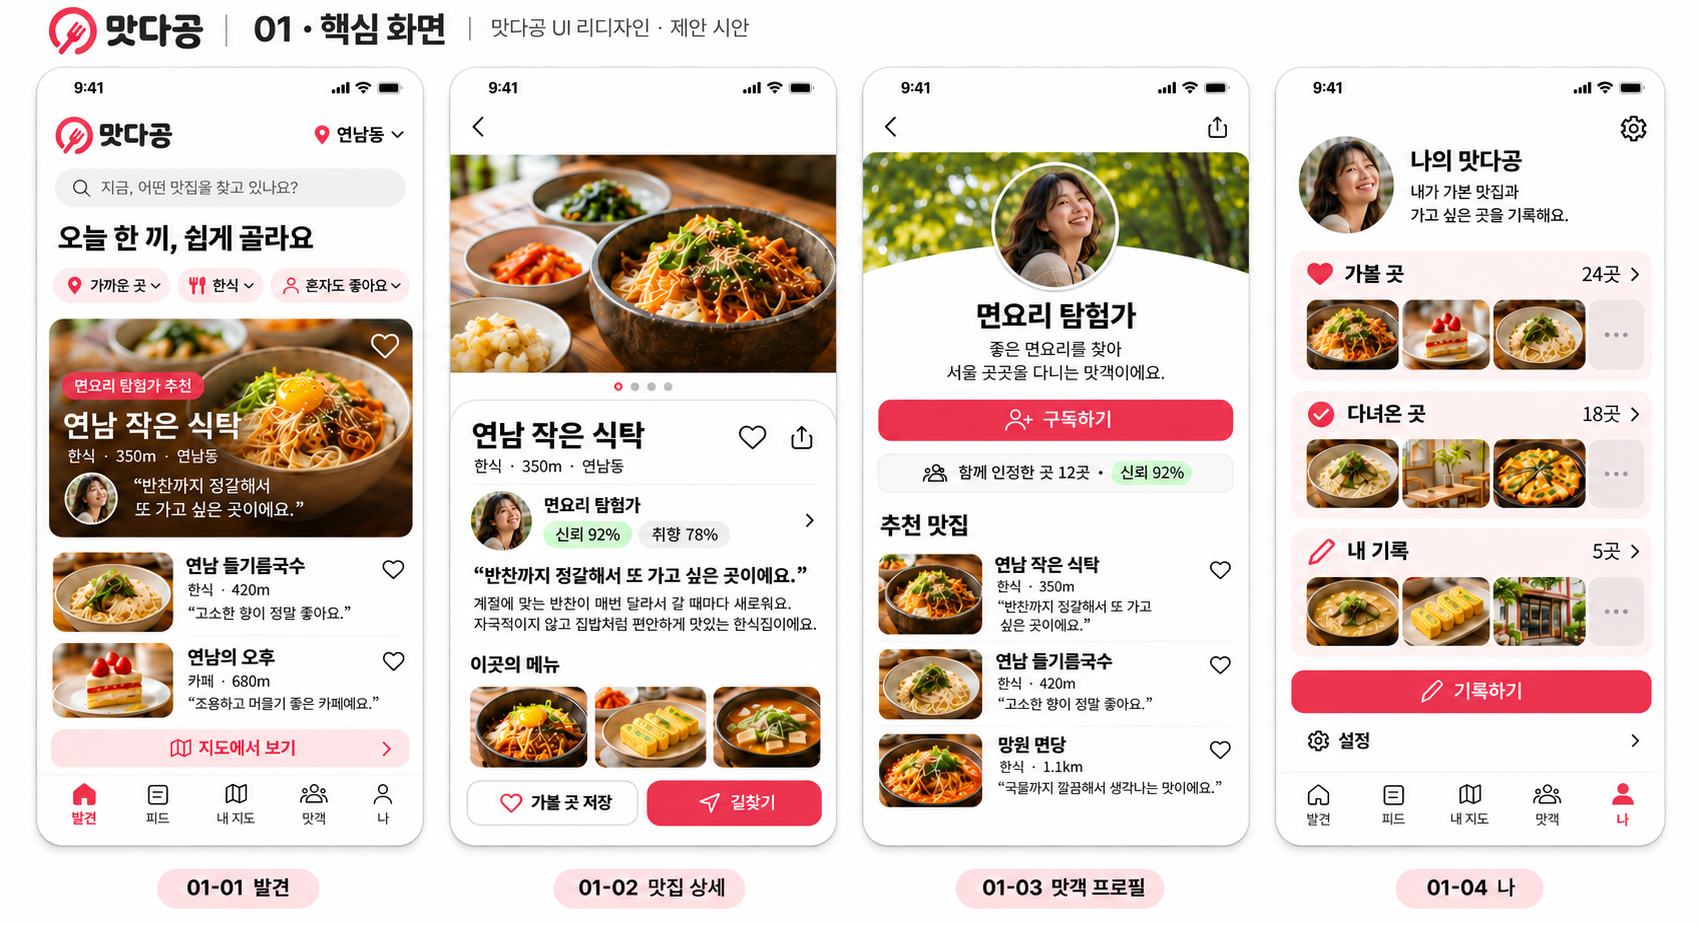 맛다공
01 · 핵심 화면
맛다공 UI 리디자인 · 제안 시안
9:41
맛다공
연남동
지금, 어떤 맛집을 찾고 있나요?
오늘 한 끼, 쉽게 골라요
가까운 곳
한식
혼자도 좋아요
면요리 탐험가 추천
연남 작은 식탁
한식 · 350m · 연남동
“반찬까지 정갈해서
또 가고 싶은 곳이에요.”
연남 들기름국수
한식 · 420m
“고소한 향이 정말 좋아요.”
연남의 오후
카페 · 680m
“조용하고 머물기 좋은 카페예요.”
지도에서 보기
발견
피드
내 지도
맛객
나
01-01 발견
9:41
연남 작은 식탁
한식 · 350m · 연남동
면요리 탐험가
신뢰 92%
취향 78%
“반찬까지 정갈해서 또 가고 싶은 곳이에요.”
계절에 맞는 반찬이 매번 달라서 갈 때마다 새로워요.
자극적이지 않고 집밥처럼 편안하게 맛있는 한식집이에요.
이곳의 메뉴
가볼 곳 저장
길찾기
01-02 맛집 상세
9:41
면요리 탐험가
좋은 면요리를 찾아
서울 곳곳을 다니는 맛객이에요.
구독하기
함께 인정한 곳 12곳 •
신뢰 92%
추천 맛집
연남 작은 식탁
한식 · 350m
“반찬까지 정갈해서 또 가고
싶은 곳이에요.”
연남 들기름국수
한식 · 420m
“고소한 향이 정말 좋아요.”
망원 면당
한식 · 1.1km
“국물까지 깔끔해서 생각나는 맛이에요.”
01-03 맛객 프로필
9:41
나의 맛다공
내가 가본 맛집과
가고 싶은 곳을 기록해요.
가볼 곳
24곳
다녀온 곳
18곳
내 기록
5곳
기록하기
설정
발견
피드
내 지도
맛객
나
01-04 나